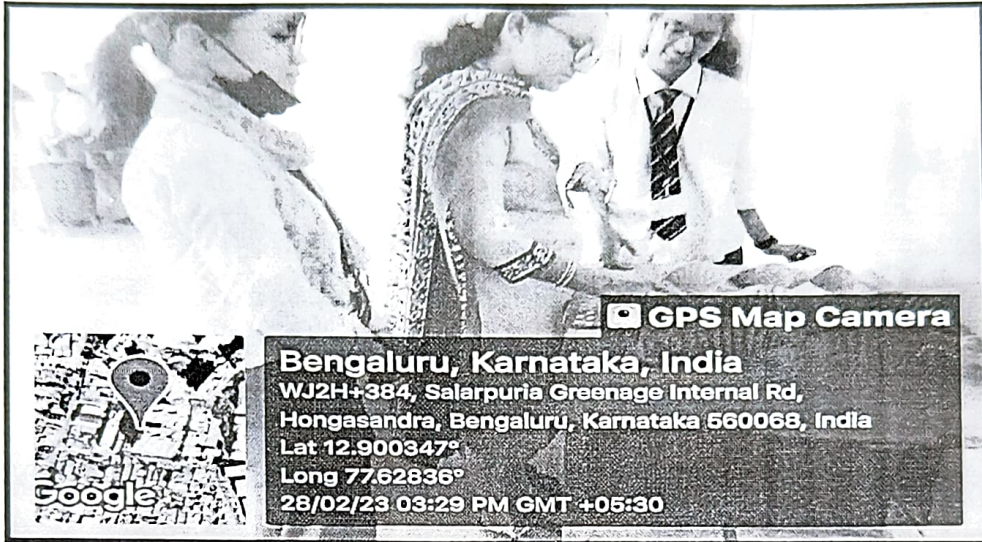 GPS Map Camera
Bengaluru, Karnataka, India
WJ2H+384, Salarpuria Greenage Internal Rd,
Hongasandra, Bengaluru, Karnataka 560068, India
Lat 12.900347°
Long 77.62836°
28/02/23 03:29 PM GMT +05:30
Google